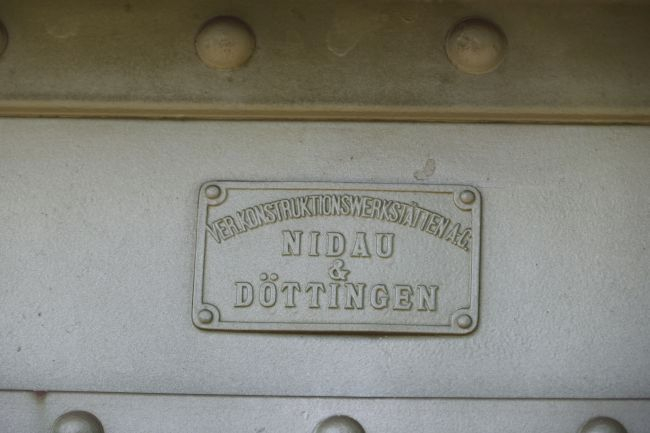 VER. KONSTRUKTIONSWERKSTÄTTEN A.-G.
NIDAU
&
DÖTTINGEN